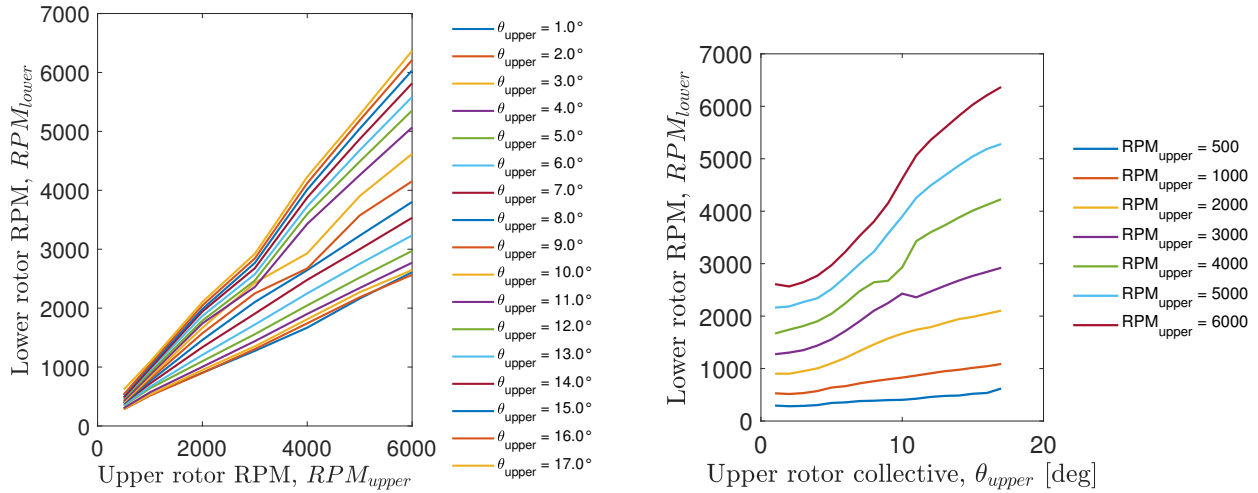 7000
6000
5000
4000
3000
2000
1000
0
0 2000 4000 6000
Lower rotor RPM, RPM_lower
Upper rotor RPM, RPM_upper
θ_upper = 1.0°
θ_upper = 2.0°
θ_upper = 3.0°
θ_upper = 4.0°
θ_upper = 5.0°
θ_upper = 6.0°
θ_upper = 7.0°
θ_upper = 8.0°
θ_upper = 9.0°
θ_upper = 10.0°
θ_upper = 11.0°
θ_upper = 12.0°
θ_upper = 13.0°
θ_upper = 14.0°
θ_upper = 15.0°
θ_upper = 16.0°
θ_upper = 17.0°
7000
6000
5000
4000
3000
2000
1000
0
0 10 20
Lower rotor RPM, RPM_lower
Upper rotor collective, θ_upper [deg]
RPM_upper = 500
RPM_upper = 1000
RPM_upper = 2000
RPM_upper = 3000
RPM_upper = 4000
RPM_upper = 5000
RPM_upper = 6000